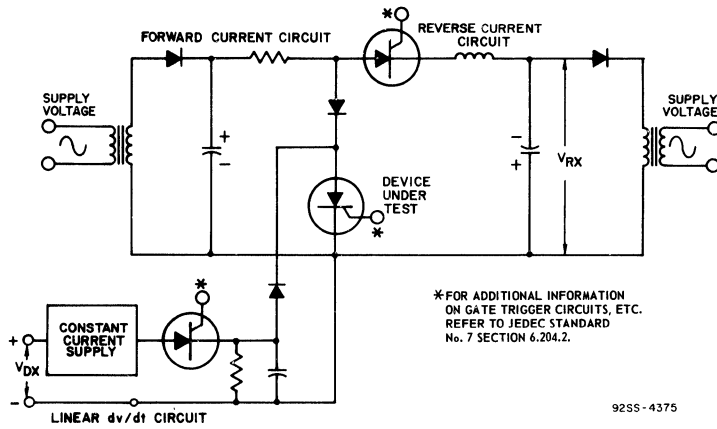 *
FORWARD CURRENT CIRCUIT
REVERSE CURRENT
CIRCUIT
SUPPLY
VOLTAGE
SUPPLY
VOLTAGE
+
−
−
+
VRX
DEVICE
UNDER
TEST
*
*
* FOR ADDITIONAL INFORMATION
ON GATE TRIGGER CIRCUITS, ETC.
REFER TO JEDEC STANDARD
No. 7 SECTION 6.204.2.
+
VDX
−
CONSTANT
CURRENT
SUPPLY
LINEAR dv/dt CIRCUIT
92SS-4375